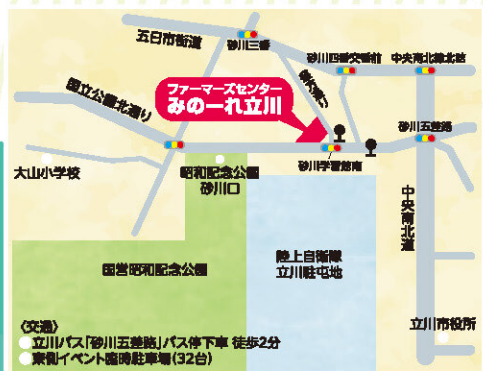 五日市街道
砂川三番
砂川四番交番前
中央南北線北詰
国立公園北通り
ファーマーズセンター
みのーれ立川
砂川五差路
大山小学校
昭和記念公園
砂川口
砂川学習館南
中央南北道
国営昭和記念公園
陸上自衛隊
立川駐屯地
立川市役所
〈交通〉
立川バス「砂川五差路」バス停下車 徒歩2分
東側イベント臨時駐車場(32台)